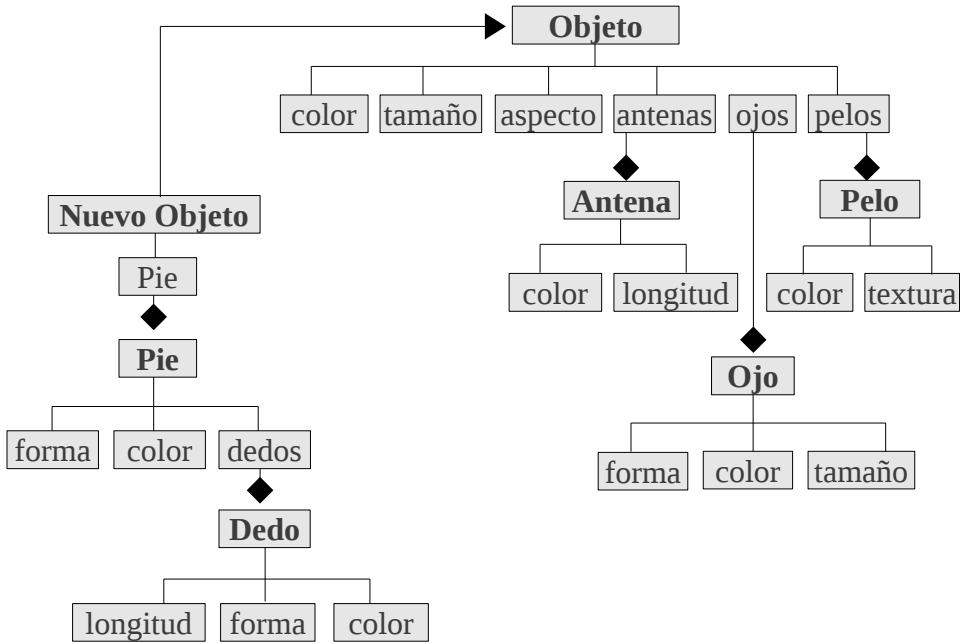 Objeto
color tamaño aspecto antenas ojos pelos
Nuevo Objeto
Antena
Pelo
Pie
color longitud
color textura
Pie
Ojo
forma color dedos
forma color tamaño
Dedo
longitud forma color